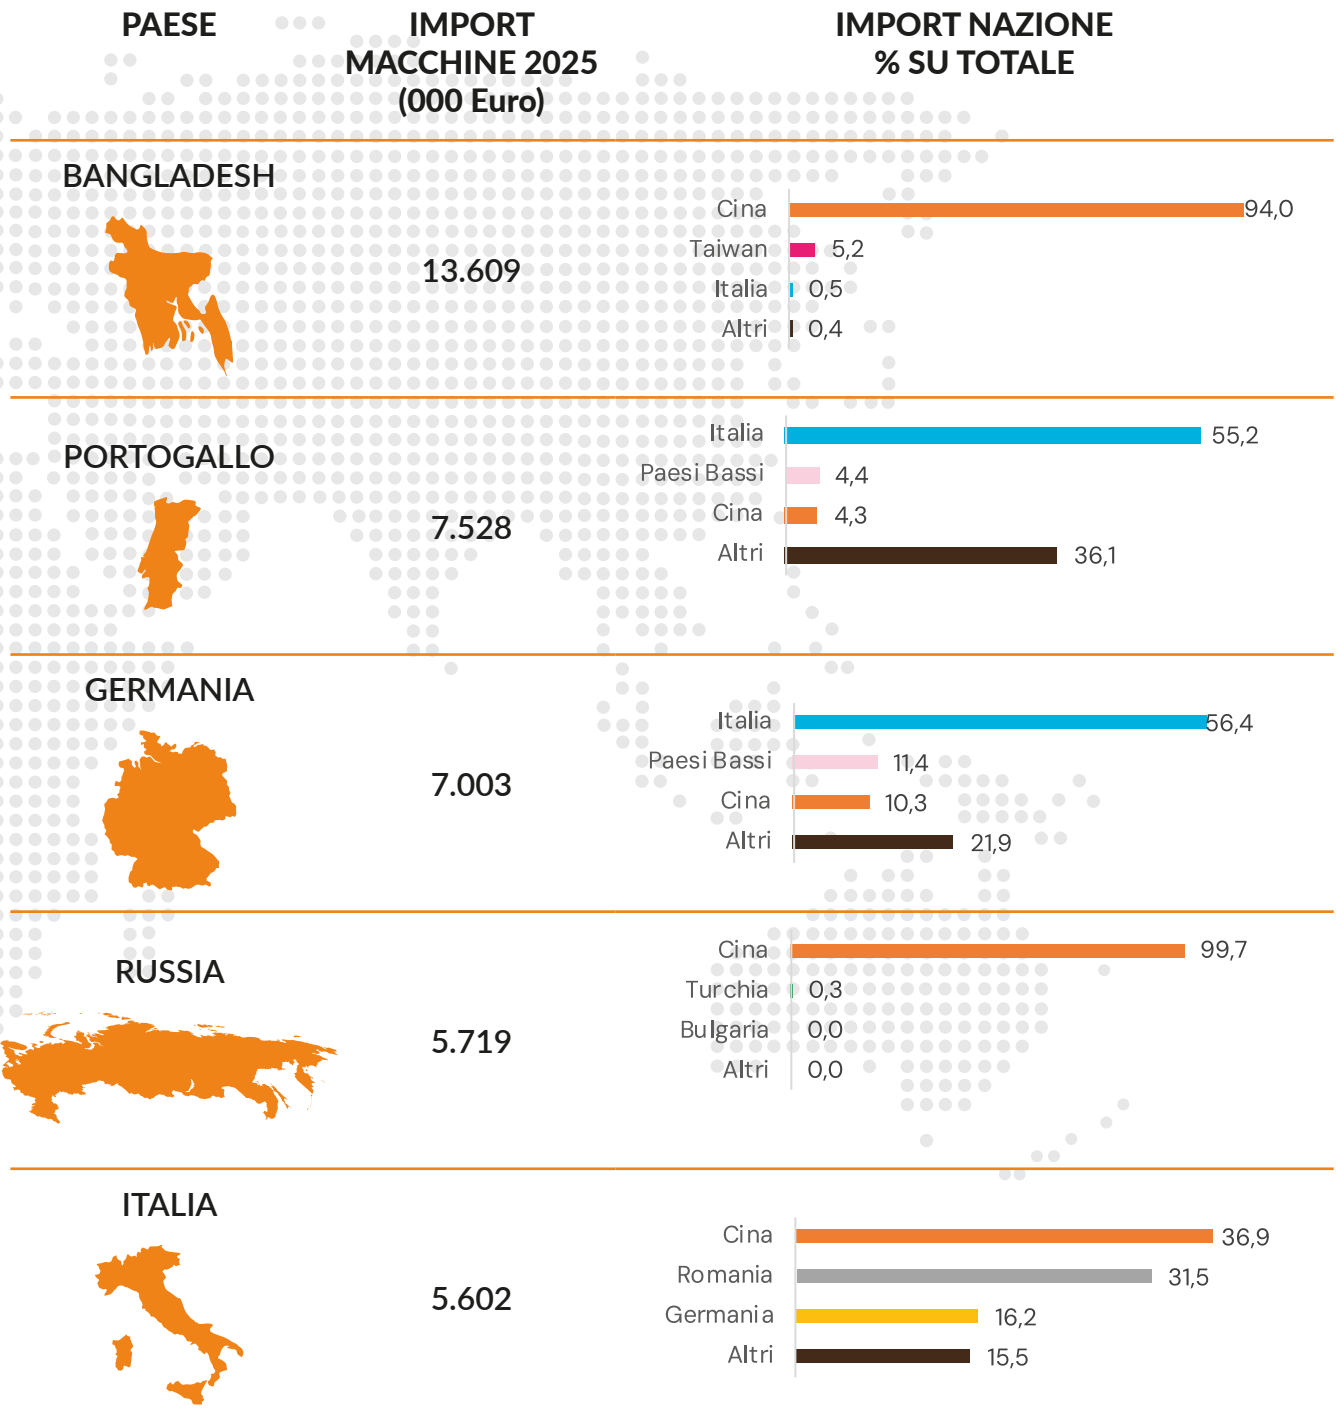 PAESE
IMPORT
MACCHINE 2025
(000 Euro)
IMPORT NAZIONE
% SU TOTALE
BANGLADESH
13.609
Cina 94,0
Taiwan 5,2
Italia 0,5
Altri 0,4
PORTOGALLO
7.528
Italia 55,2
Paesi Bassi 4,4
Cina 4,3
Altri 36,1
GERMANIA
7.003
Italia 56,4
Paesi Bassi 11,4
Cina 10,3
Altri 21,9
RUSSIA
5.719
Cina 99,7
Turchia 0,3
Bulgaria 0,0
Altri 0,0
ITALIA
5.602
Cina 36,9
Romania 31,5
Germania 16,2
Altri 15,5